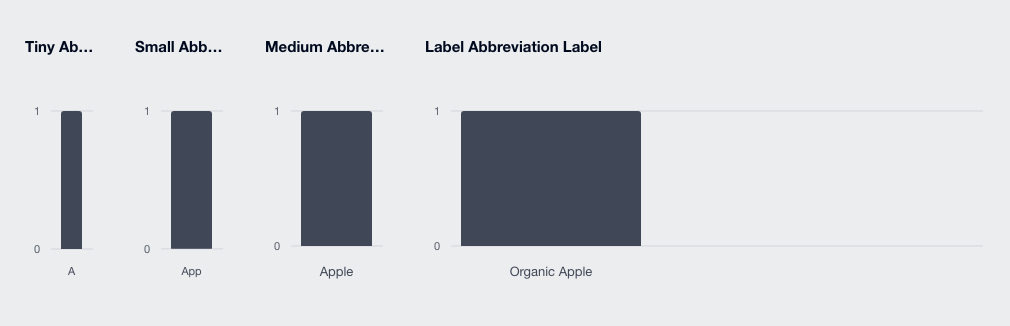 Tiny Ab...
Small Abb...
Medium Abbre...
Label Abbreviation Label
1
1
1
1
0
0
0
0
A
App
Apple
Organic Apple